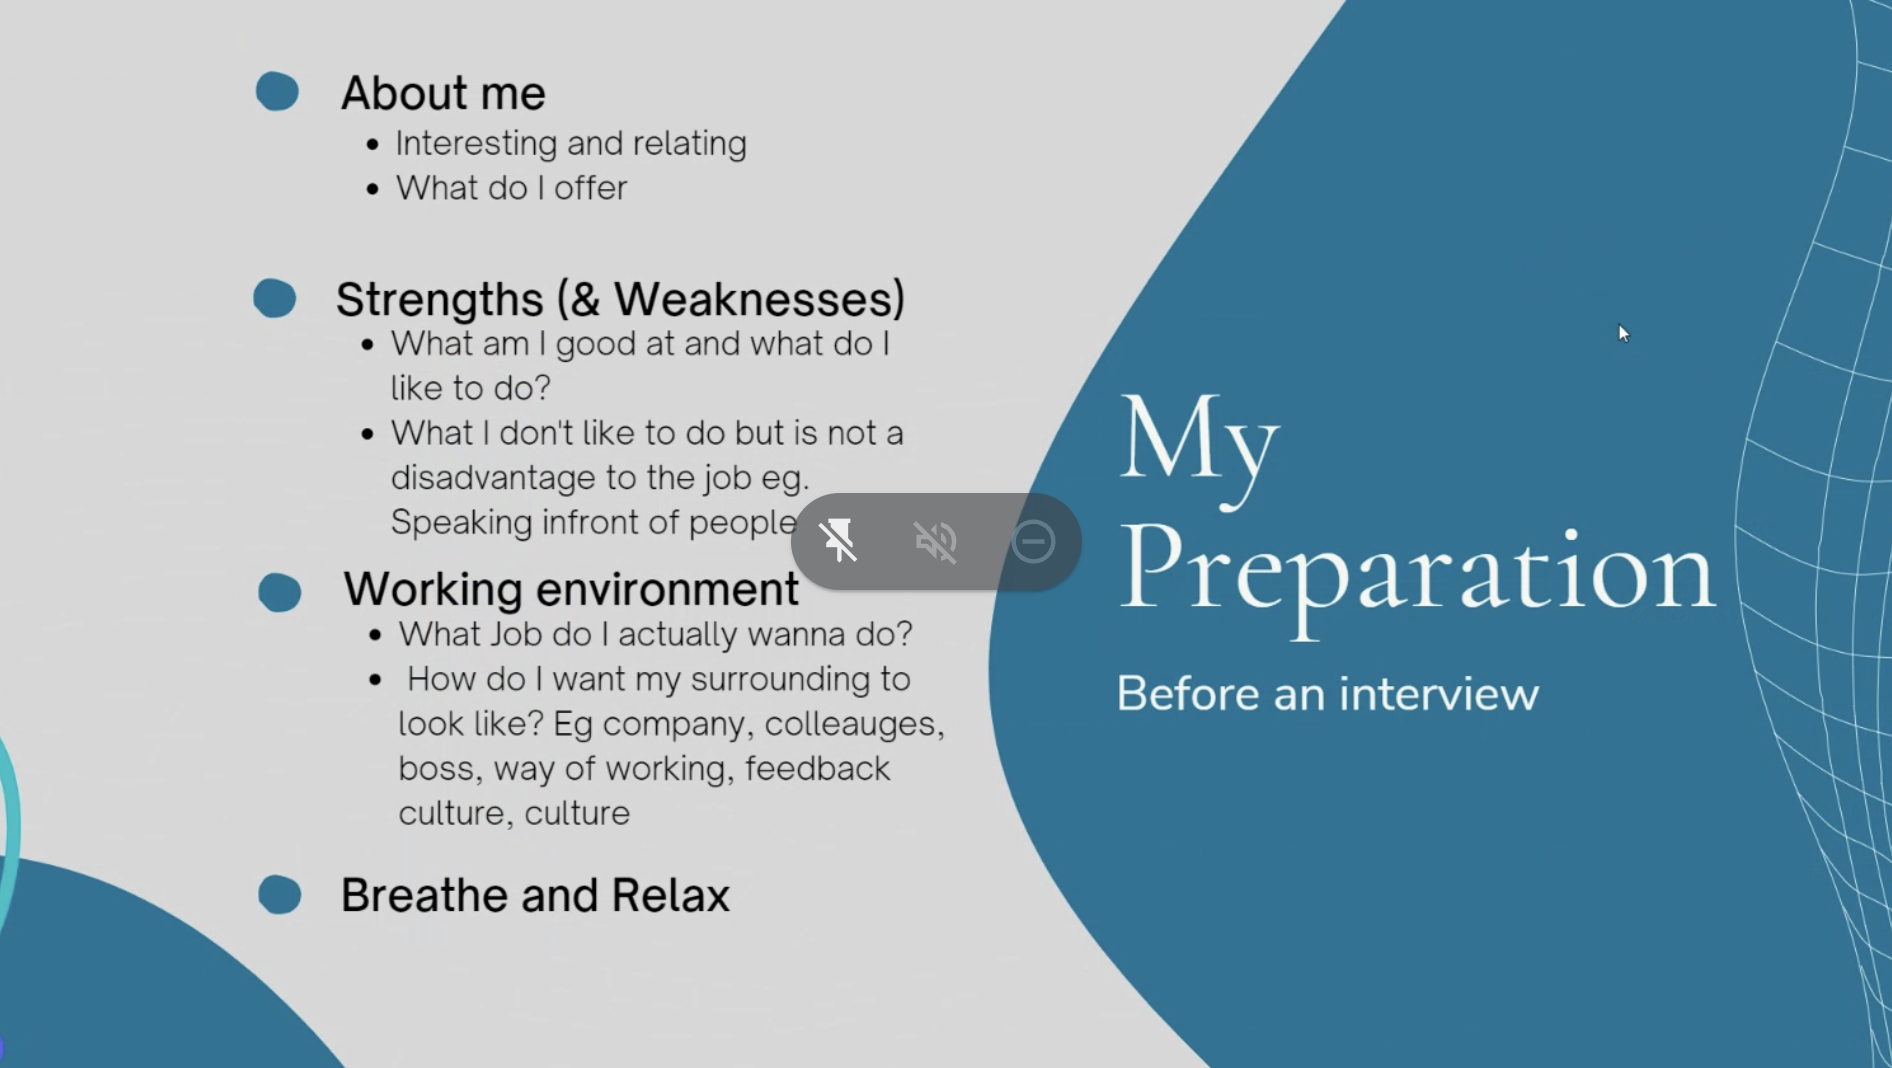 About me
Interesting and relating
What do I offer
Strengths (& Weaknesses)
What am I good at and what do I
like to do?
What I don't like to do but is not a
disadvantage to the job eg.
Speaking infront of people
Working environment
What Job do I actually wanna do?
How do I want my surrounding to
look like? Eg company, colleauges,
boss, way of working, feedback
culture, culture
Breathe and Relax
My
Preparation
Before an interview